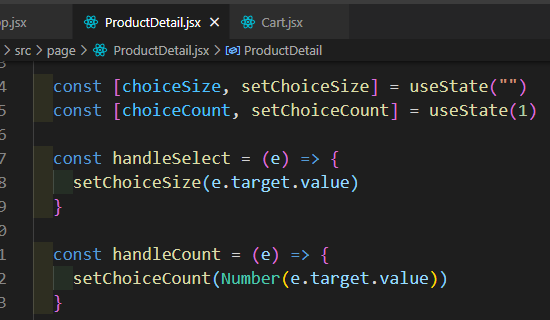 p.jsx ProductDetail.jsx × Cart.jsx
> src > page > ProductDetail.jsx > ProductDetail
4 const [choiceSize, setChoiceSize] = useState("")
5 const [choiceCount, setChoiceCount] = useState(1)
6
7 const handleSelect = (e) => {
8 setChoiceSize(e.target.value)
9 }
0
1 const handleCount = (e) => {
2 setChoiceCount(Number(e.target.value))
3 }